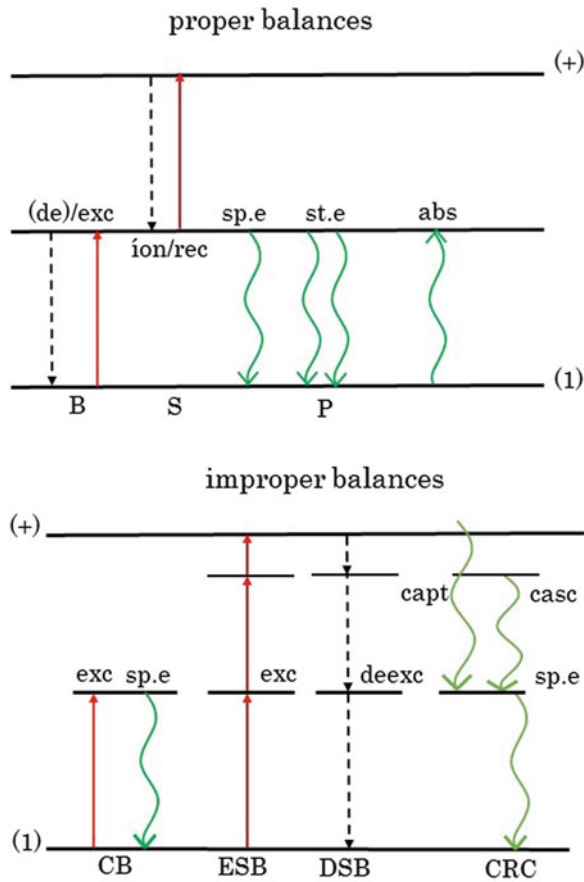 proper balances
(+)
(de)/exc
íon/rec
sp.e
st.e
abs
(1)
B
S
P
improper balances
(+)
capt
casc
exc
sp.e
exc
deexc
sp.e
(1)
CB
ESB
DSB
CRC